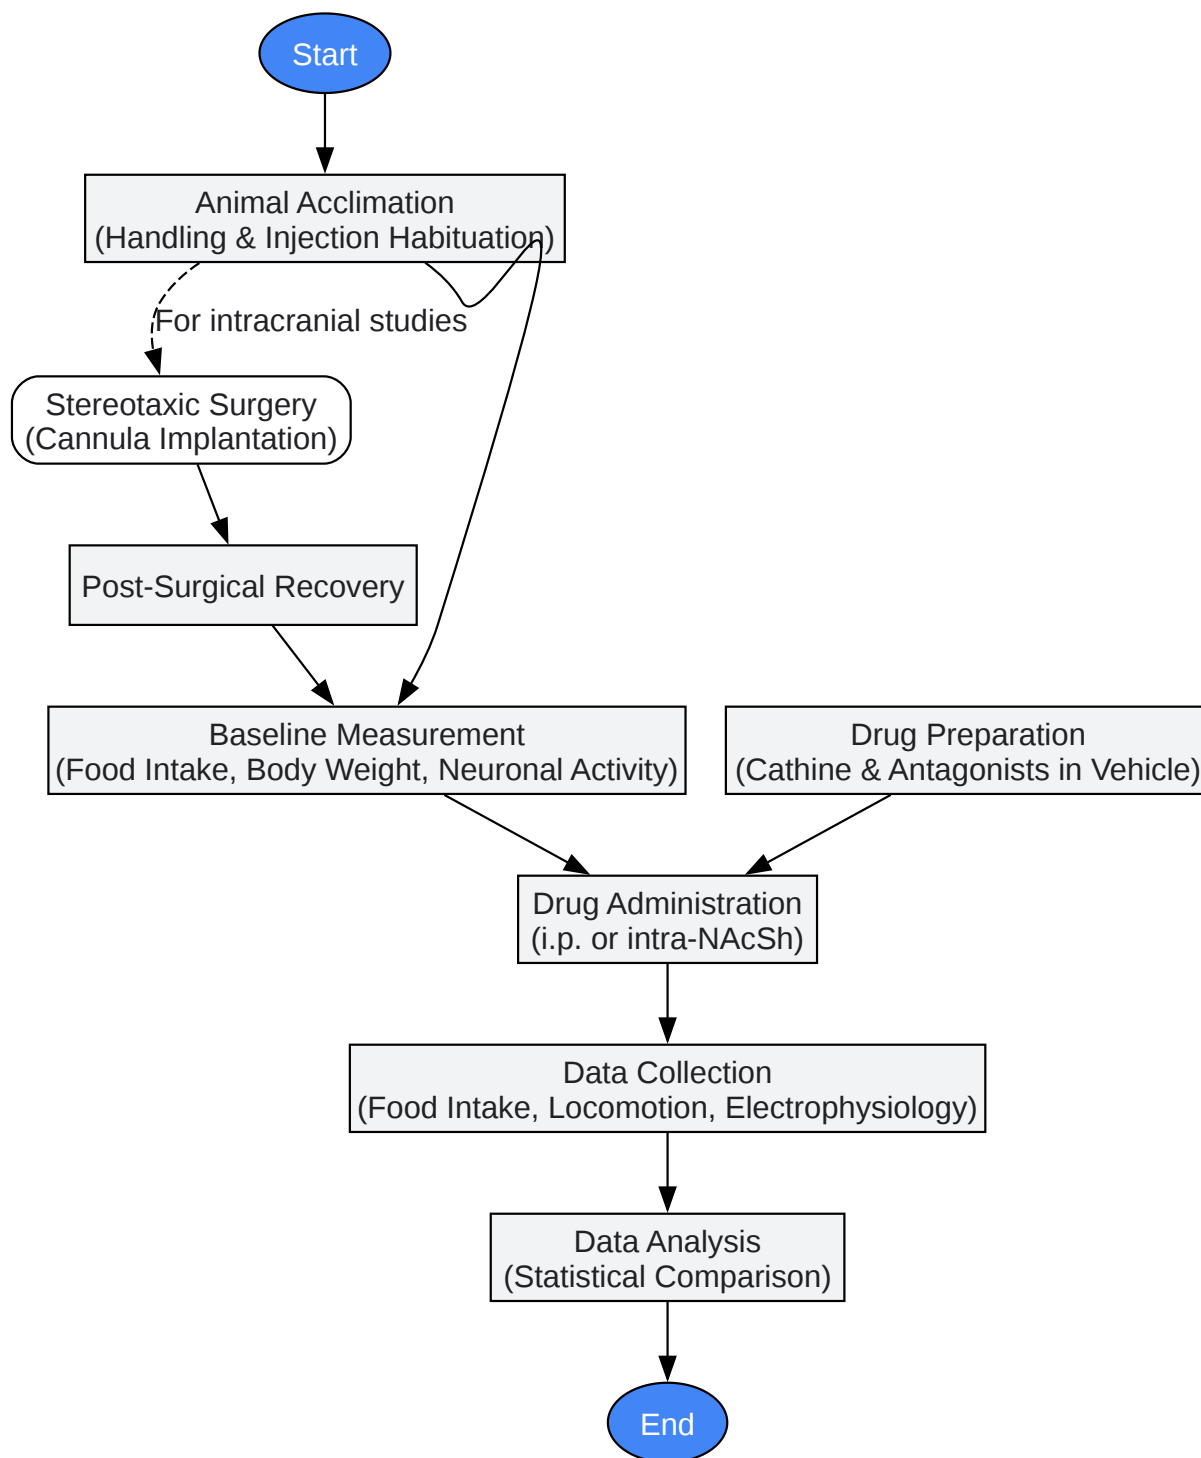 Start
Animal Acclimation
(Handling & Injection Habituation)
For intracranial studies
Stereotaxic Surgery
(Cannula Implantation)
Post-Surgical Recovery
Baseline Measurement
(Food Intake, Body Weight, Neuronal Activity)
Drug Preparation
(Cathine & Antagonists in Vehicle)
Drug Administration
(i.p. or intra-NAcSh)
Data Collection
(Food Intake, Locomotion, Electrophysiology)
Data Analysis
(Statistical Comparison)
End